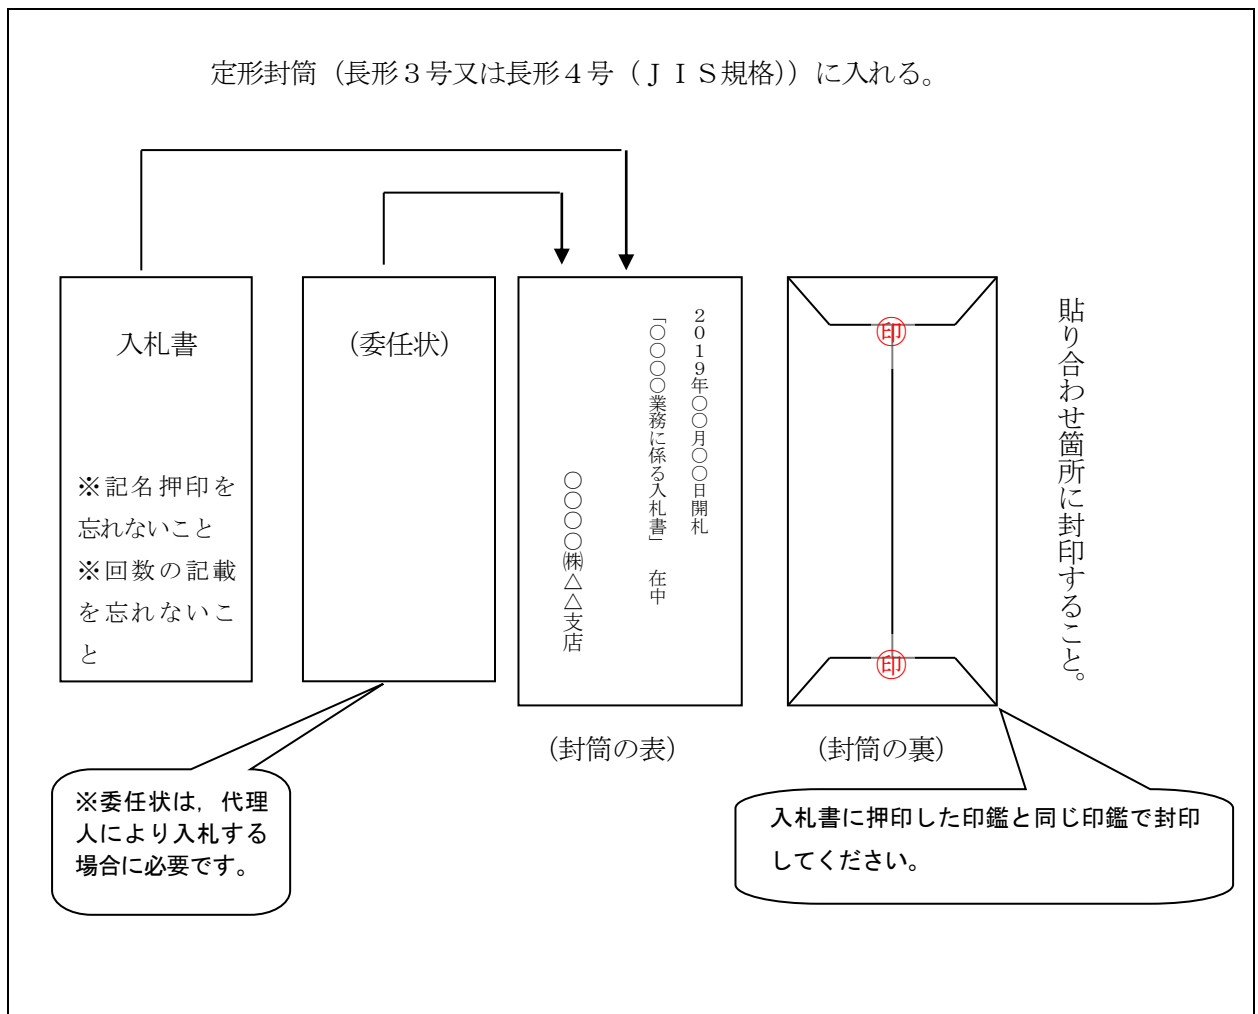 定形封筒（長形３号又は長形４号（ＪＩＳ規格））に入れる。
入札書
※記名押印を
忘れないこと
※回数の記載
を忘れないこ
と
（委任状）
２０１９年〇〇月〇〇日開札
「〇〇〇〇業務に係る入札書」　在中
〇〇〇〇㈱△△支店
印
印
貼り合わせ箇所に封印すること。
（封筒の表）
（封筒の裏）
※委任状は，代理
人により入札する
場合に必要です。
入札書に押印した印鑑と同じ印鑑で封印
してください。